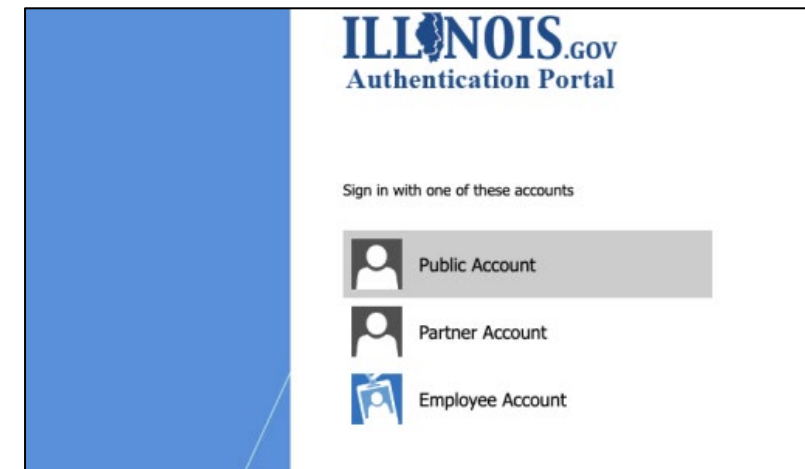 ILLINOIS.GOV
Authentication Portal
Sign in with one of these accounts
Public Account
Partner Account
Employee Account